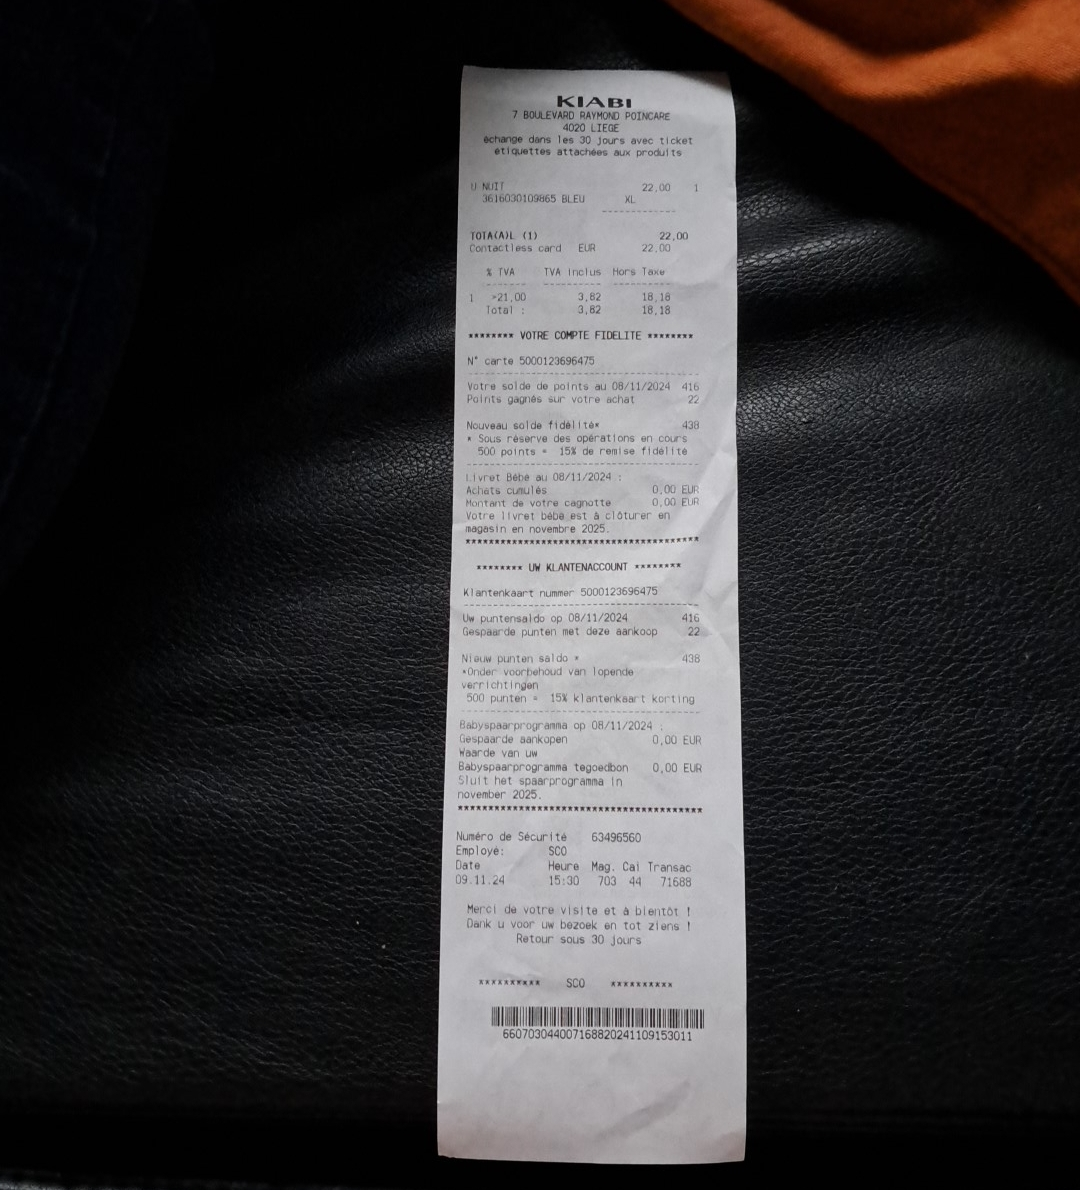 KIABI
7 BOULEVARD RAYMOND POINCARE
4020 LIEGE
échange dans les 30 jours avec ticket
étiquettes attachées aux produits
U NUIT 22,00 1
3616030109865 BLEU XL
--------------
TOTA(A)L (1) 22,00
Contactless card EUR 22,00
% TVA TVA Inclus Hors Taxe
1 >21,00 3,82 18,18
Total : 3,82 18,18
******** VOTRE COMPTE FIDELITE ********
N° carte 5000123696475
Votre solde de points au 08/11/2024 416
Points gagnés sur votre achat 22
Nouveau solde fidélité* 438
* Sous réserve des opérations en cours
500 points = 15% de remise fidélité
Livret Bébé au 08/11/2024 :
Achats cumulés 0,00 EUR
Montant de votre cagnotte 0,00 EUR
Votre livret bébé est à clôturer en
magasin en novembre 2025.
****************************************
******** UW KLANTENACCOUNT ********
Klantenkaart nummer 5000123696475
Uw puntensaldo op 08/11/2024 416
Gespaarde punten met deze aankoop 22
Nieuw punten saldo * 438
*Onder voorbehoud van lopende
verrichtingen
500 punten = 15% klantenkaart korting
Babyspaarprogramma op 08/11/2024 :
Gespaarde aankopen 0,00 EUR
Waarde van uw
Babyspaarprogramma tegoedbon 0,00 EUR
Sluit het spaarprogramma in
november 2025.
****************************************
Numéro de Sécurité 63496560
Employé: SCO
Date Heure Mag. Cai Transac
09.11.24 15:30 703 44 71688
Merci de votre visite et à bientôt !
Dank u voor uw bezoek en tot ziens !
Retour sous 30 jours
********** SCO **********
660703044007168820241109153011